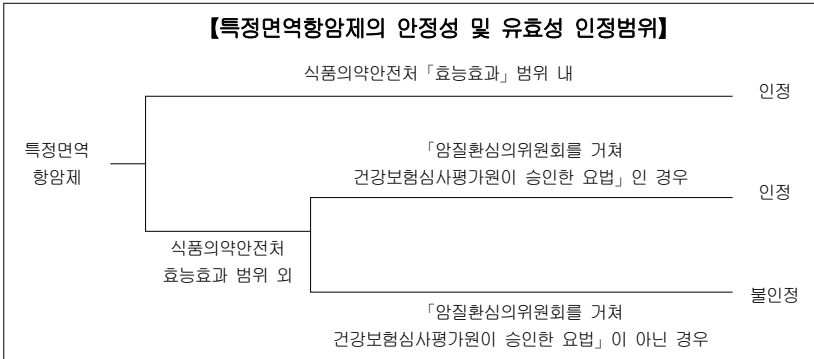 【특정면역항암제의 안정성 및 유효성 인정범위】
식품의약안전처「효능효과」범위 내
인정
특정면역
항암제
「암질환심의위원회를 거쳐
건강보험심사평가원이 승인한 요법」인 경우
인정
식품의약안전처
효능효과 범위 외
불인정
「암질환심의위원회를 거쳐
건강보험심사평가원이 승인한 요법」이 아닌 경우